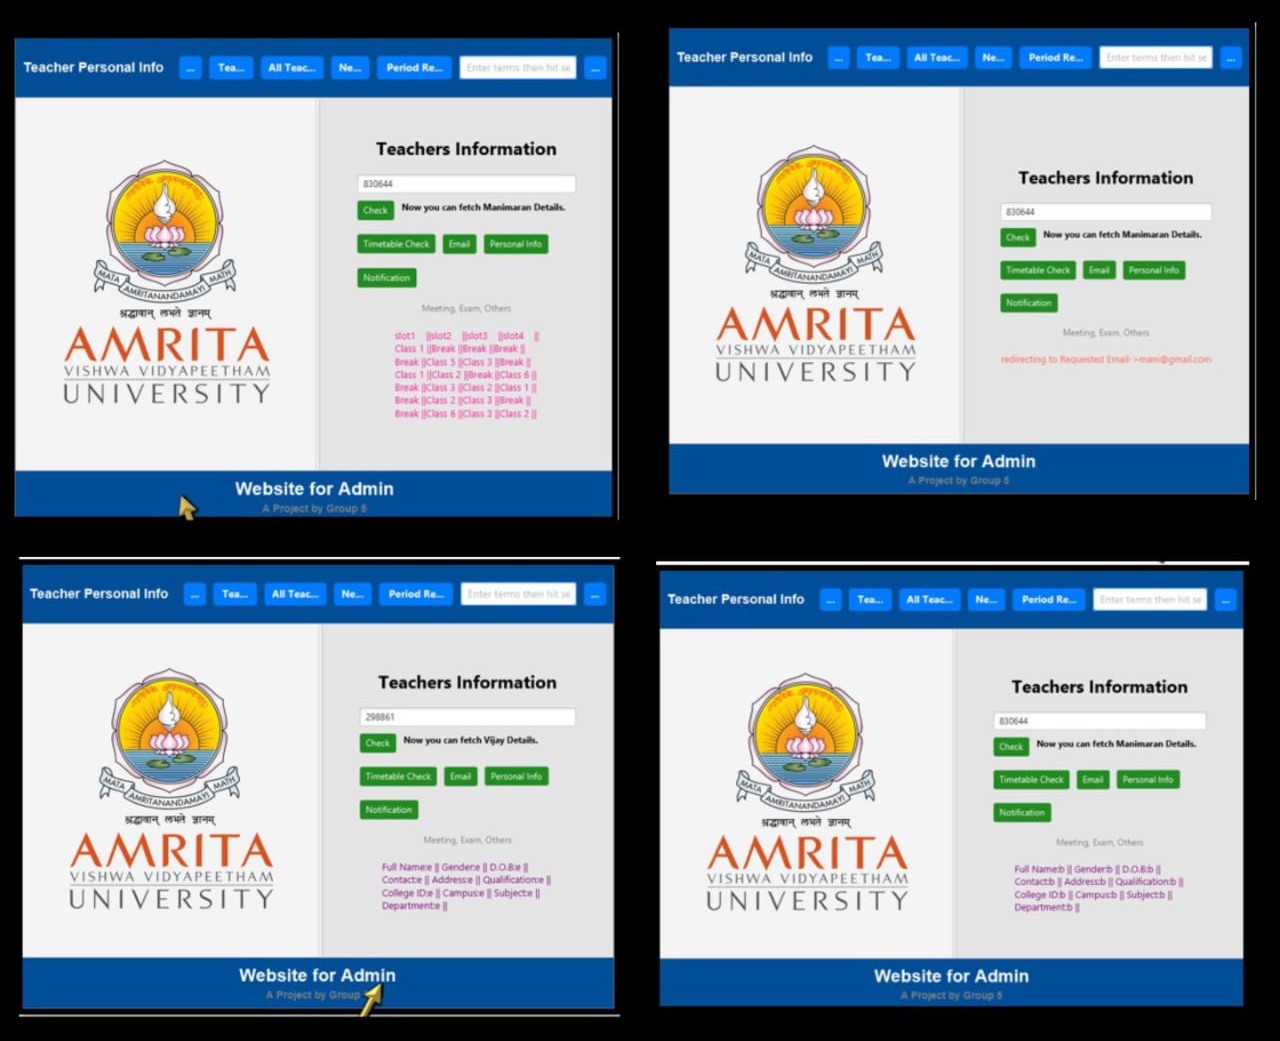 Teacher Personal Info ... Tea... All Teac... Ne... Period Re... Enter terms then hit se ...
MATA AMRITANANDAMAYI MATH
श्रद्धावान् लभते ज्ञानम्
AMRITA
VISHWA VIDYAPEETHAM
UNIVERSITY
Teachers Information
830644
Check Now you can fetch Manimaran Details.
Timetable Check Email Personal Info
Notification
Meeting, Exam, Others
slot1 ||slot2 ||slot3 ||slot4 ||
Class 1 ||Break ||Break ||Break ||
Break ||Class 5 ||Class 3 ||Break ||
Class 1 ||Class 2 ||Break ||Class 6 ||
Break ||Class 3 ||Class 2 ||Class 1 ||
Break ||Class 2 ||Class 3 ||Break ||
Break ||Class 6 ||Class 3 ||Class 2 ||
Website for Admin
A Project by Group 5
Teacher Personal Info ... Tea... All Teac... Ne... Period Re... Enter terms then hit se ...
MATA AMRITANANDAMAYI MATH
श्रद्धावान् लभते ज्ञानम्
AMRITA
VISHWA VIDYAPEETHAM
UNIVERSITY
Teachers Information
830644
Check Now you can fetch Manimaran Details.
Timetable Check Email Personal Info
Notification
Meeting, Exam, Others
redirecting to Requested Email->mani@gmail.com
Website for Admin
A Project by Group 5
Teacher Personal Info ... Tea... All Teac... Ne... Period Re... Enter terms then hit se ...
MATA AMRITANANDAMAYI MATH
श्रद्धावान् लभते ज्ञानम्
AMRITA
VISHWA VIDYAPEETHAM
UNIVERSITY
Teachers Information
298861
Check Now you can fetch Vijay Details.
Timetable Check Email Personal Info
Notification
Meeting, Exam, Others
Full Name:e || Gender:e || D.O.B:e ||
Contact:e || Address:e || Qualification:e ||
College ID:e || Campus:e || Subject:e ||
Department:e ||
Website for Admin
A Project by Group
Teacher Personal Info ... Tea... All Teac... Ne... Period Re... Enter terms then hit se ...
MATA AMRITANANDAMAYI MATH
श्रद्धावान् लभते ज्ञानम्
AMRITA
VISHWA VIDYAPEETHAM
UNIVERSITY
Teachers Information
830644
Check Now you can fetch Manimaran Details.
Timetable Check Email Personal Info
Notification
Meeting, Exam, Others
Full Name:b || Gender:b || D.O.B:b ||
Contact:b || Address:b || Qualification:b ||
College ID:b || Campus:b || Subject:b ||
Department:b ||
Website for Admin
A Project by Group 5